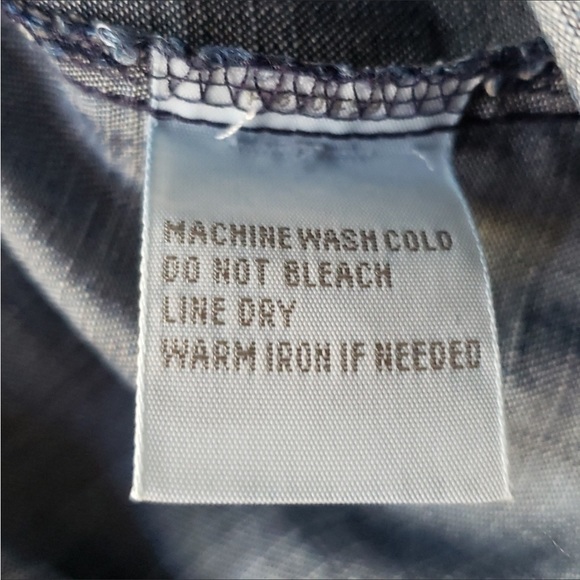 MACHINE WASH COLD
DO NOT BLEACH
LINE DRY
WARM IRON IF NEEDED